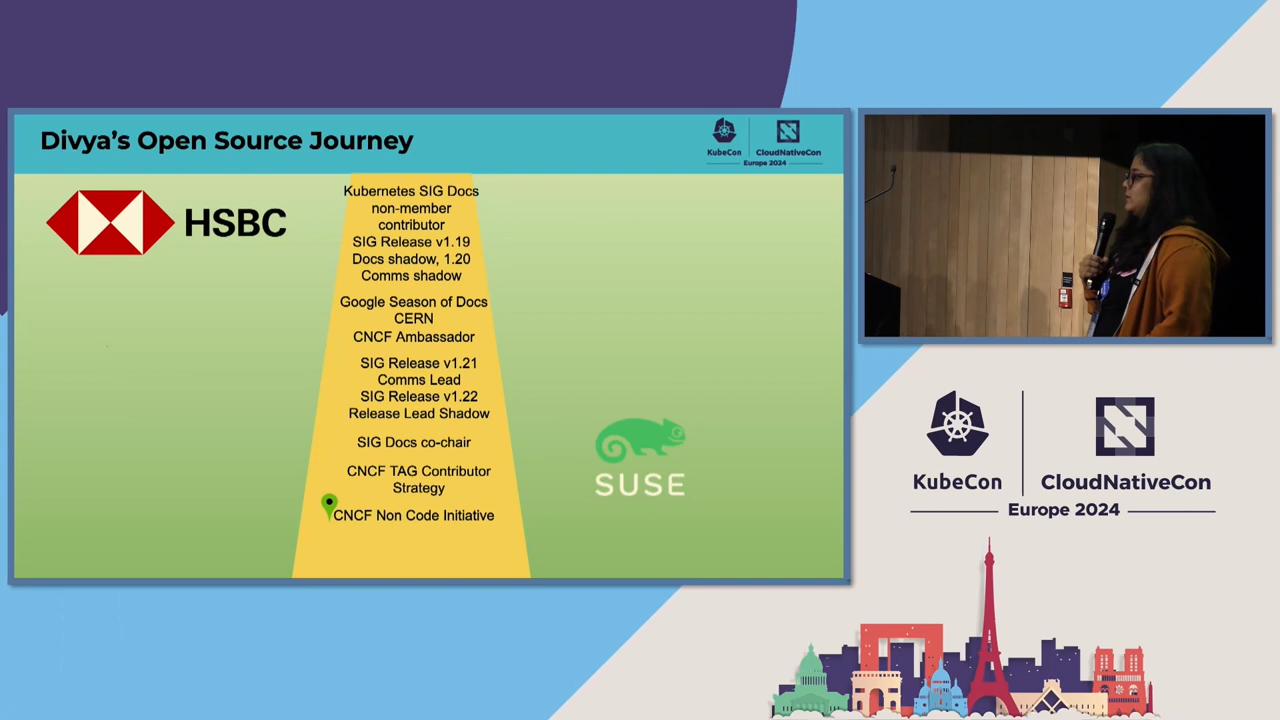 Divya's Open Source Journey
KubeCon
CloudNativeCon
Europe 2024
HSBC
Kubernetes SIG Docs
non-member
contributor
SIG Release v1.19
Docs shadow, 1.20
Comms shadow
Google Season of Docs
CERN
CNCF Ambassador
SIG Release v1.21
Comms Lead
SIG Release v1.22
Release Lead Shadow
SIG Docs co-chair
CNCF TAG Contributor
Strategy
CNCF Non Code Initiative
SUSE
KubeCon
CloudNativeCon
Europe 2024